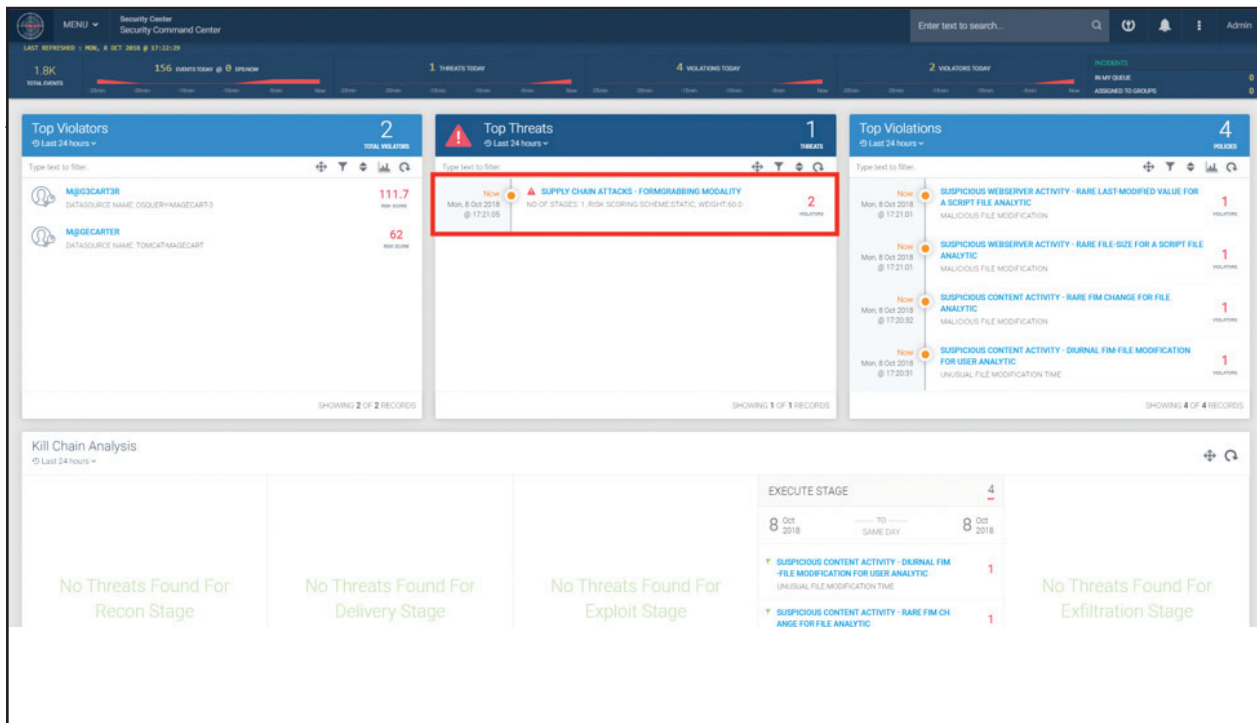 MENU
Security Center
Security Command Center
Enter text to search...
Admin
LAST REFRESHED : MON, 8 OCT 2018 @ 17:22:29
1.8K
TOTAL EVENTS
156 EVENTS TODAY @ 0 EPS NOW
1 THREATS TODAY
4 VIOLATIONS TODAY
2 VIOLATORS TODAY
INCIDENTS
IN MY QUEUE 0
ASSIGNED TO GROUPS 0
Top Violators
Last 24 hours
2
TOTAL VIOLATORS
Type text to filter..
M@G3CART3R
DATASOURCE NAME: OSQUERY-MAGECART-3
111.7
RISK SCORE
M@GECARTER
DATASOURCE NAME: TOMCAT-MAGECART
62
RISK SCORE
SHOWING 2 OF 2 RECORDS
Top Threats
Last 24 hours
1
THREATS
Type text to filter..
Now
Mon, 8 Oct 2018
@ 17:21:05
SUPPLY CHAIN ATTACKS - FORMGRABBING MODALITY
NO OF STAGES: 1, RISK SCORING SCHEME:STATIC, WEIGHT:60.0
2
VIOLATORS
SHOWING 1 OF 1 RECORDS
Top Violations
Last 24 hours
4
POLICIES
Type text to filter..
Now
Mon, 8 Oct 2018
@ 17:21:01
SUSPICIOUS WEBSERVER ACTIVITY - RARE LAST-MODIFIED VALUE FOR
A SCRIPT FILE ANALYTIC
MALICIOUS FILE MODIFICATION
1
VIOLATORS
Now
Mon, 8 Oct 2018
@ 17:21:01
SUSPICIOUS WEBSERVER ACTIVITY - RARE FILE-SIZE FOR A SCRIPT FILE
ANALYTIC
MALICIOUS FILE MODIFICATION
1
VIOLATORS
Now
Mon, 8 Oct 2018
@ 17:20:32
SUSPICIOUS CONTENT ACTIVITY - RARE FIM CHANGE FOR FILE
ANALYTIC
MALICIOUS FILE MODIFICATION
1
VIOLATORS
Now
Mon, 8 Oct 2018
@ 17:20:31
SUSPICIOUS CONTENT ACTIVITY - DIURNAL FIM-FILE MODIFICATION
FOR USER ANALYTIC
UNUSUAL FILE MODIFICATION TIME
1
VIOLATORS
SHOWING 4 OF 4 RECORDS
Kill Chain Analysis
Last 24 hours
No Threats Found For
Recon Stage
No Threats Found For
Delivery Stage
No Threats Found For
Exploit Stage
EXECUTE STAGE 4
8 Oct 2018
TO
SAME DAY
8 Oct 2018
SUSPICIOUS CONTENT ACTIVITY - DIURNAL FIM
-FILE MODIFICATION FOR USER ANALYTIC
UNUSUAL FILE MODIFICATION TIME
1
SUSPICIOUS CONTENT ACTIVITY - RARE FIM CH
ANGE FOR FILE ANALYTIC
1
No Threats Found For
Exfiltration Stage